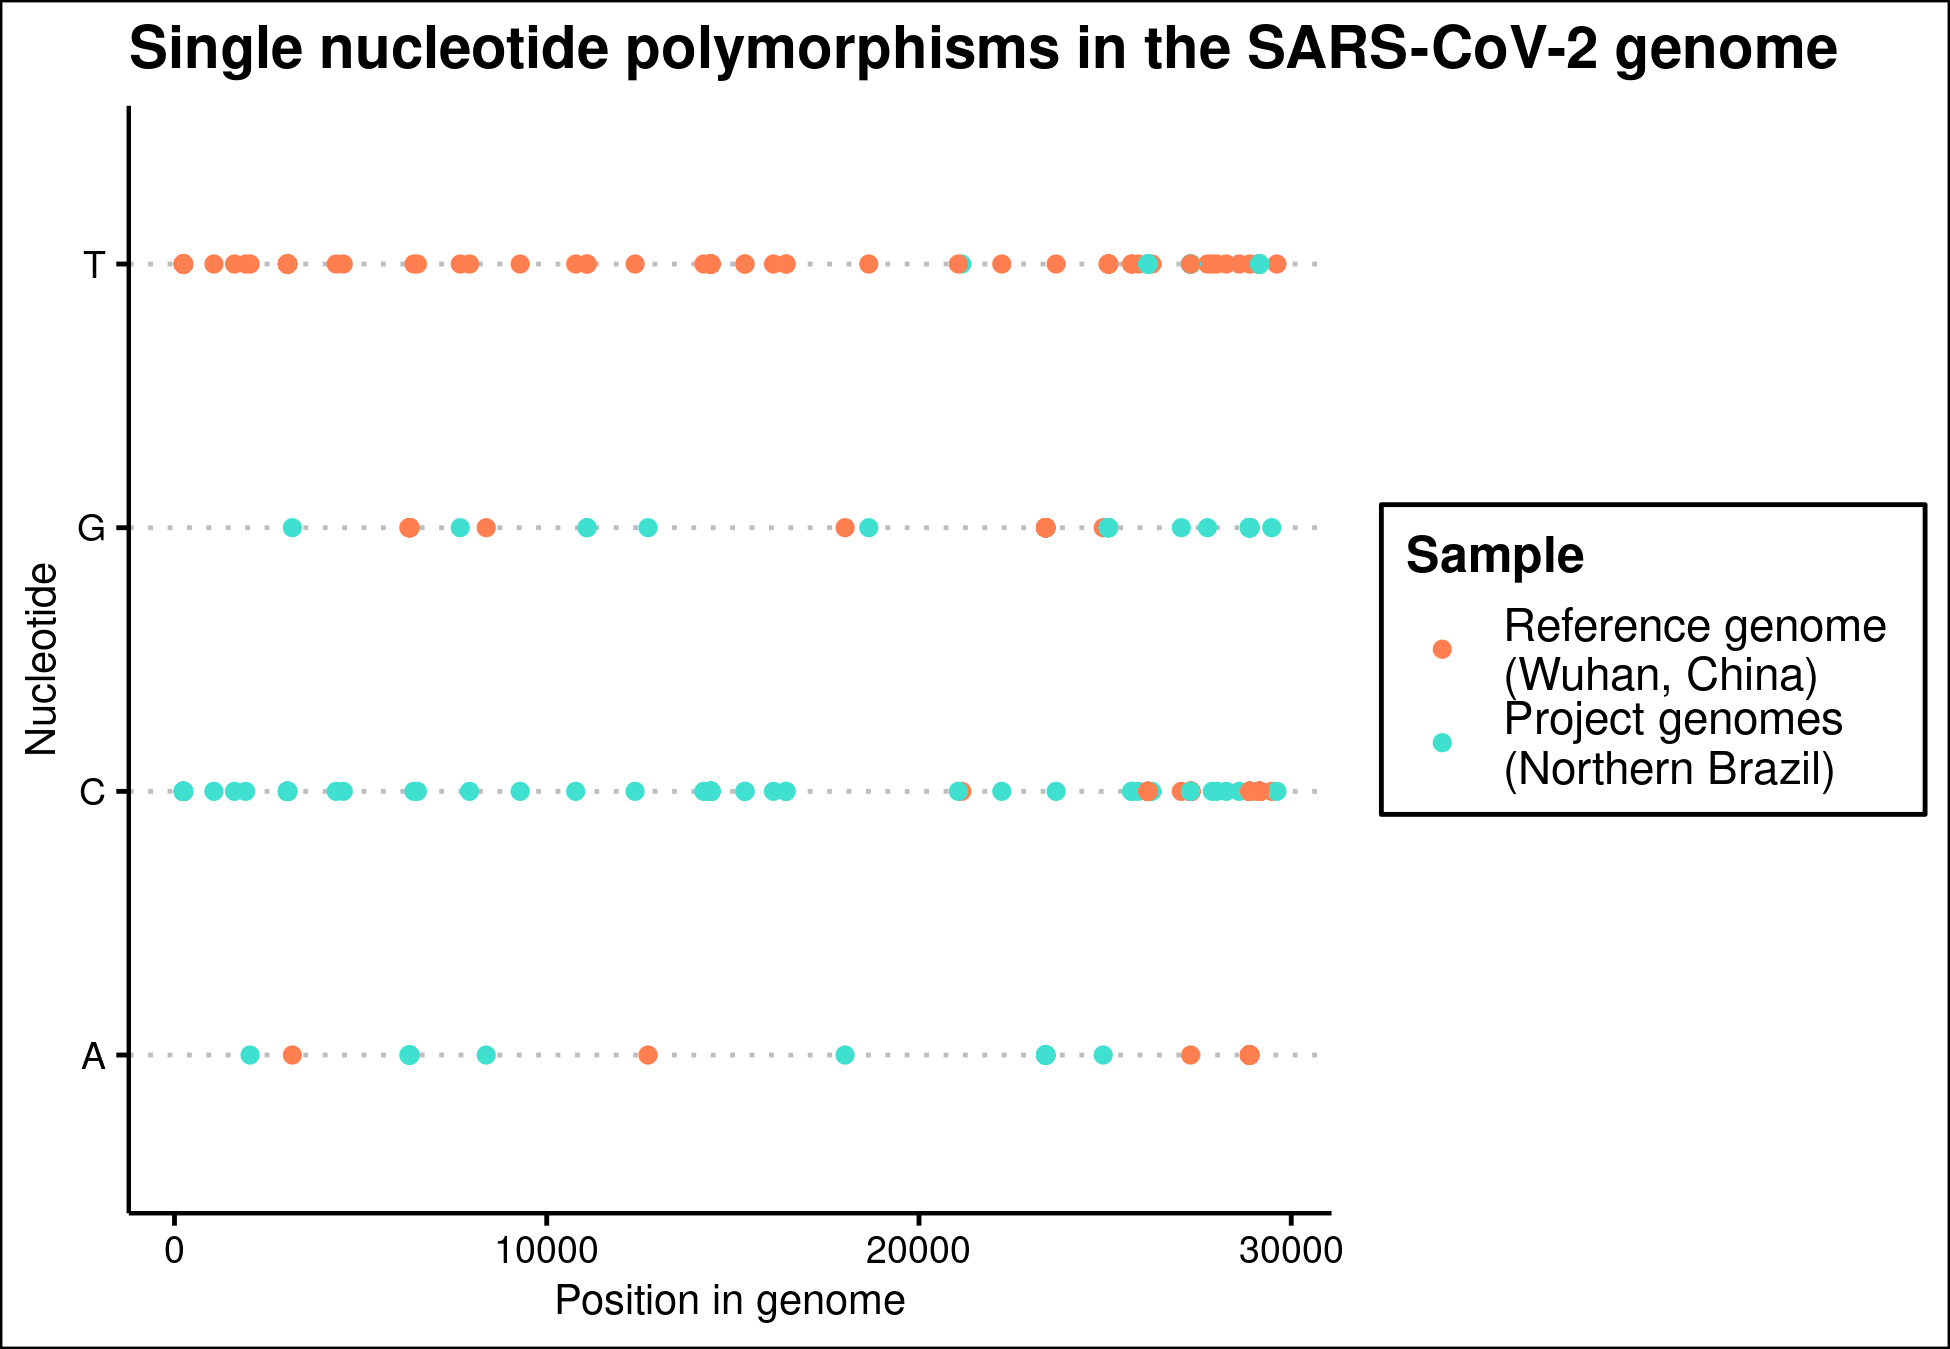 Single nucleotide polymorphisms in the SARS-CoV-2 genome
T
G
C
A
Nucleotide
0
10000
20000
30000
Position in genome
Sample
Reference genome
(Wuhan, China)
Project genomes
(Northern Brazil)